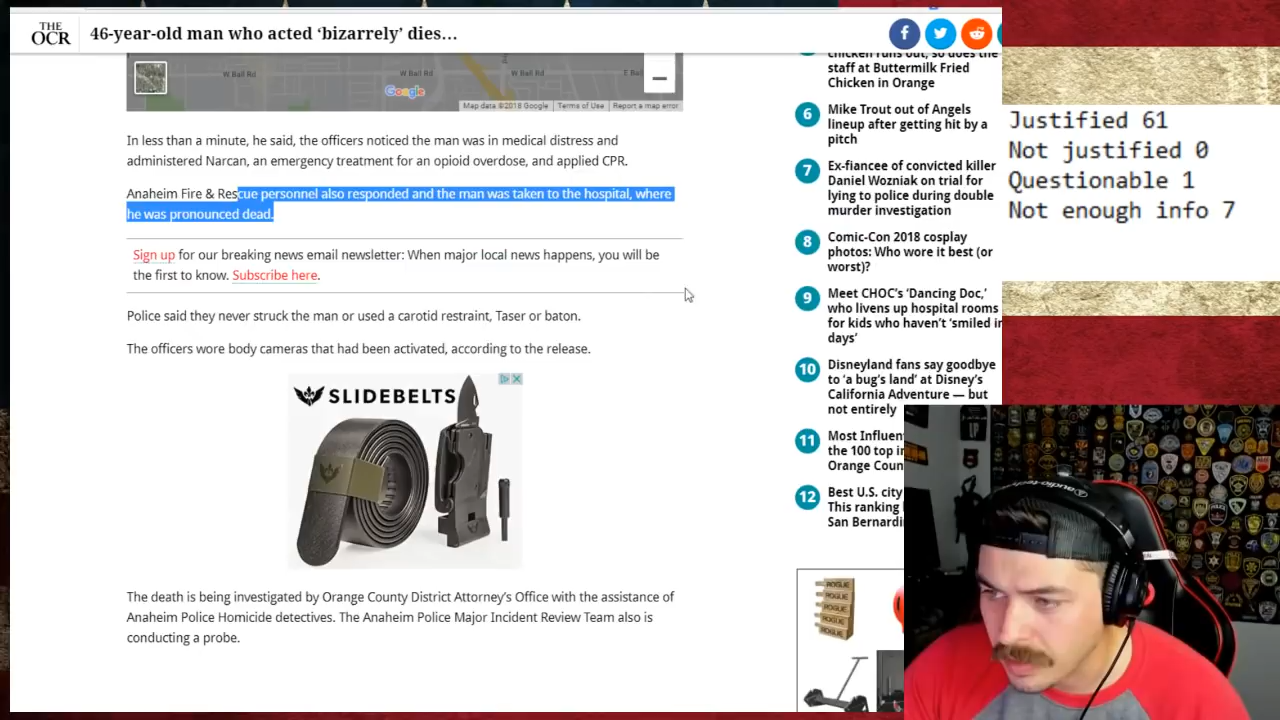 THE
OCR
46-year-old man who acted ‘bizarrely’ dies…
W Ball Rd
W Ball Rd
W Ball Rd
E Ball
Google
Map data ©2018 Google
Terms of Use
Report a map error
In less than a minute, he said, the officers noticed the man was in medical distress and
administered Narcan, an emergency treatment for an opioid overdose, and applied CPR.
Anaheim Fire & Rescue personnel also responded and the man was taken to the hospital, where
he was pronounced dead.
Sign up for our breaking news email newsletter: When major local news happens, you will be
the first to know. Subscribe here.
Police said they never struck the man or used a carotid restraint, Taser or baton.
The officers wore body cameras that had been activated, according to the release.
SLIDEBELTS
The death is being investigated by Orange County District Attorney’s Office with the assistance of
Anaheim Police Homicide detectives. The Anaheim Police Major Incident Review Team also is
conducting a probe.
chicken runs out, so does the
staff at Buttermilk Fried
Chicken in Orange
6
Mike Trout out of Angels
lineup after getting hit by a
pitch
7
Ex-fiancee of convicted killer
Daniel Wozniak on trial for
lying to police during double
murder investigation
8
Comic-Con 2018 cosplay
photos: Who wore it best (or
worst)?
9
Meet CHOC’s ‘Dancing Doc,’
who livens up hospital rooms
for kids who haven’t ‘smiled in
days’
10
Disneyland fans say goodbye
to ‘a bug’s land’ at Disney’s
California Adventure — but
not entirely
11
Most Influen
the 100 top in
Orange Coun
12
Best U.S. city
This ranking
San Bernardi
ROGUE
ROGUE
ROGUE
ROGUE
Justified 61
Not justified 0
Questionable 1
Not enough info 7
audio-technica